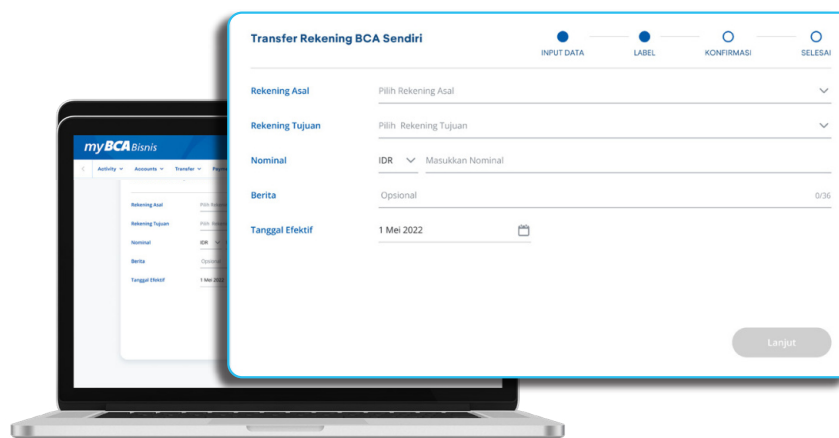 Transfer Rekening BCA Sendiri
INPUT DATA
LABEL
KONFIRMASI
SELESAI
Rekening Asal
Pilih Rekening Asal
Rekening Tujuan
Pilih Rekening Tujuan
Nominal
IDR
Masukkan Nominal
Berita
Opsional
0/36
Tanggal Efektif
1 Mei 2022
Lanjut
myBCA Bisnis
Activity
Accounts
Transfer
Rekening Asal
Rekening Tujuan
Nominal
IDR
Berita
Tanggal Efektif
1 Mei 2022